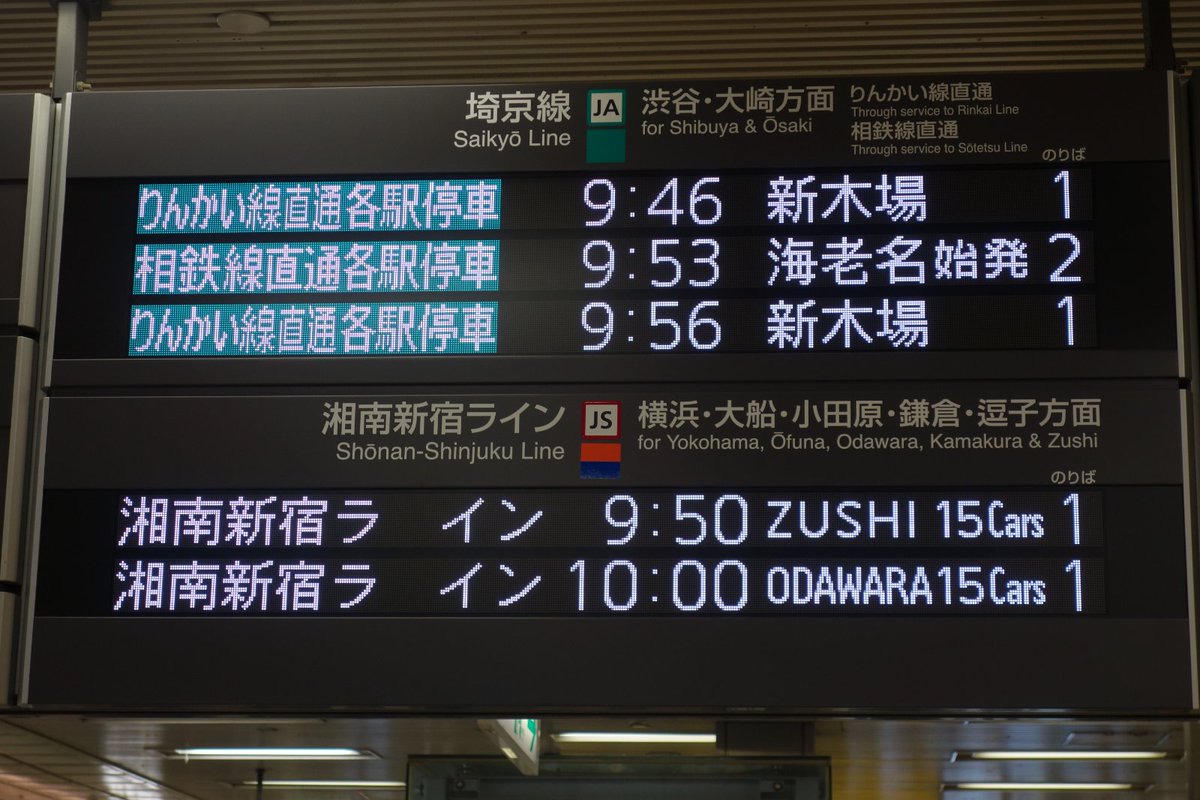 埼京線 JA 渋谷・大崎方面 りんかい線直通
Saikyō Line for Shibuya & Ōsaki Through service to Rinkai Line
相鉄線直通
Through service to Sōtetsu Line
のりば
りんかい線直通各駅停車 9:46 新木場 1
相鉄線直通各駅停車 9:53 海老名始発 2
りんかい線直通各駅停車 9:56 新木場 1
湘南新宿ライン JS 横浜・大船・小田原・鎌倉・逗子方面
Shōnan-Shinjuku Line for Yokohama, Ōfuna, Odawara, Kamakura & Zushi
のりば
湘南新宿ラ イン 9:50 ZUSHI 15Cars 1
湘南新宿ラ イン 10:00 ODAWARA 15Cars 1